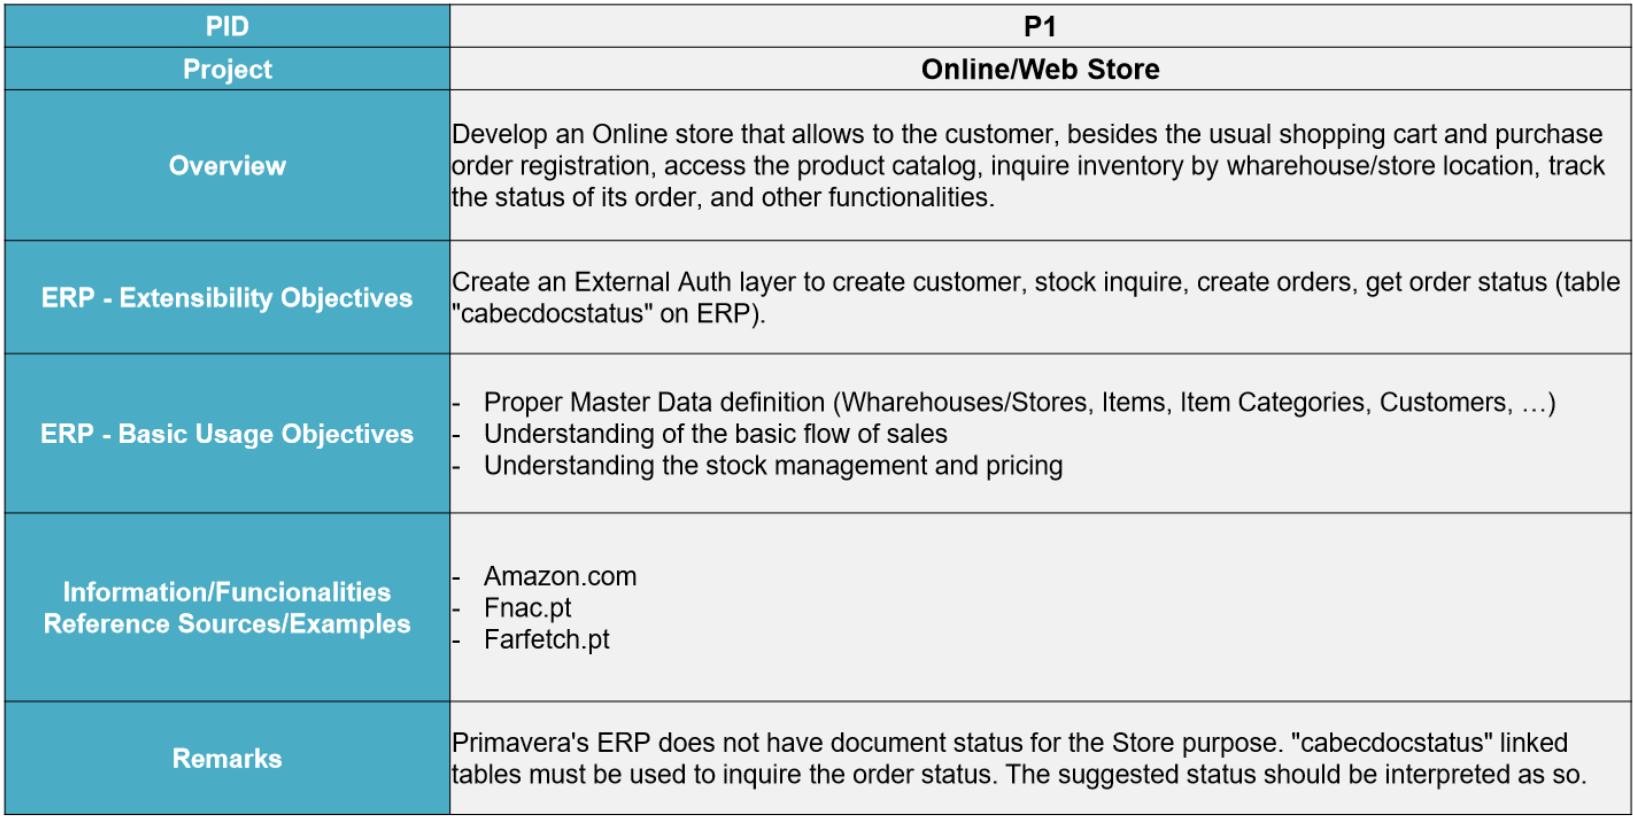 PID P1
Project Online/Web Store
Overview
Develop an Online store that allows to the customer, besides the usual shopping cart and purchase
order registration, access the product catalog, inquire inventory by wharehouse/store location, track
the status of its order, and other functionalities.
ERP - Extensibility Objectives
Create an External Auth layer to create customer, stock inquire, create orders, get order status (table
"cabecdocstatus" on ERP).
ERP - Basic Usage Objectives
- Proper Master Data definition (Wharehouses/Stores, Items, Item Categories, Customers, …)
- Understanding of the basic flow of sales
- Understanding the stock management and pricing
Information/Funcionalities
Reference Sources/Examples
- Amazon.com
- Fnac.pt
- Farfetch.pt
Remarks
Primavera's ERP does not have document status for the Store purpose. "cabecdocstatus" linked
tables must be used to inquire the order status. The suggested status should be interpreted as so.